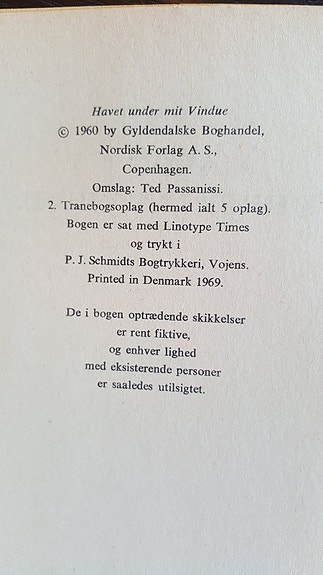 Havet under mit Vindue
© 1960 by Gyldendalske Boghandel,
Nordisk Forlag A. S.,
Copenhagen.
Omslag: Ted Passanissi.
2. Tranebogsoplag (hermed ialt 5 oplag).
Bogen er sat med Linotype Times
og trykt i
P. J. Schmidts Bogtrykkeri, Vojens.
Printed in Denmark 1969.
De i bogen optrædende skikkelser
er rent fiktive,
og enhver lighed
med eksisterende personer
er saaledes utilsigtet.